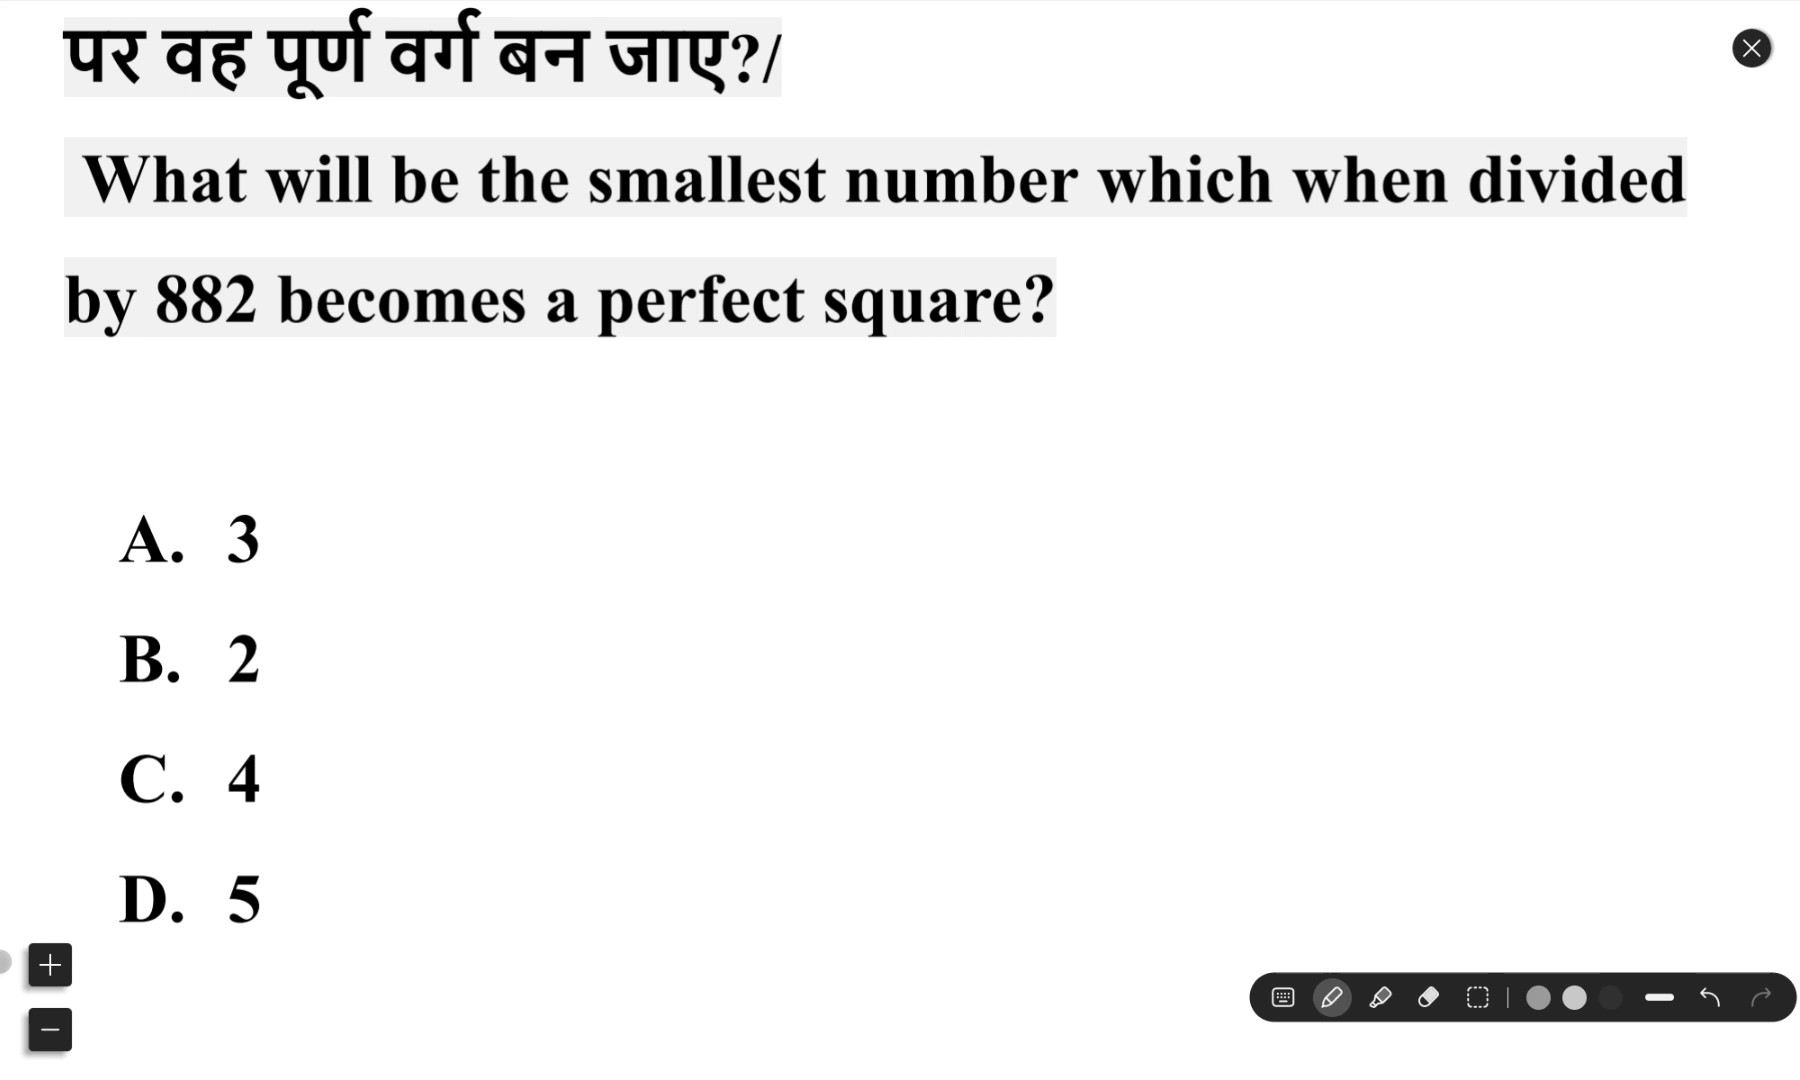 पर वह पूर्ण वर्ग बन जाए?/
What will be the smallest number which when divided
by 882 becomes a perfect square?
A. 3
B. 2
C. 4
D. 5